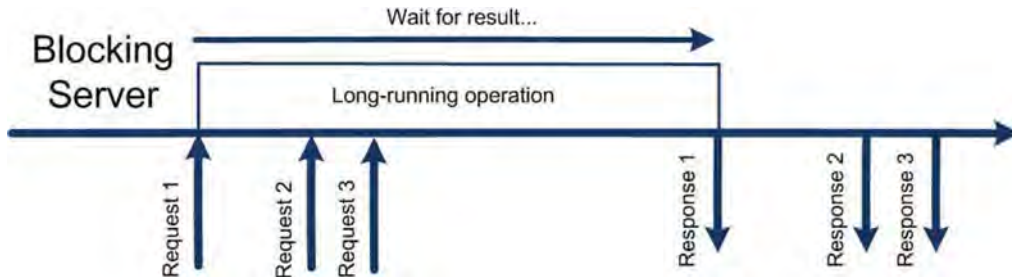 Wait for result...
Blocking
Server
Long-running operation
Request 1
Request 2
Request 3
Response 1
Response 2
Response 3